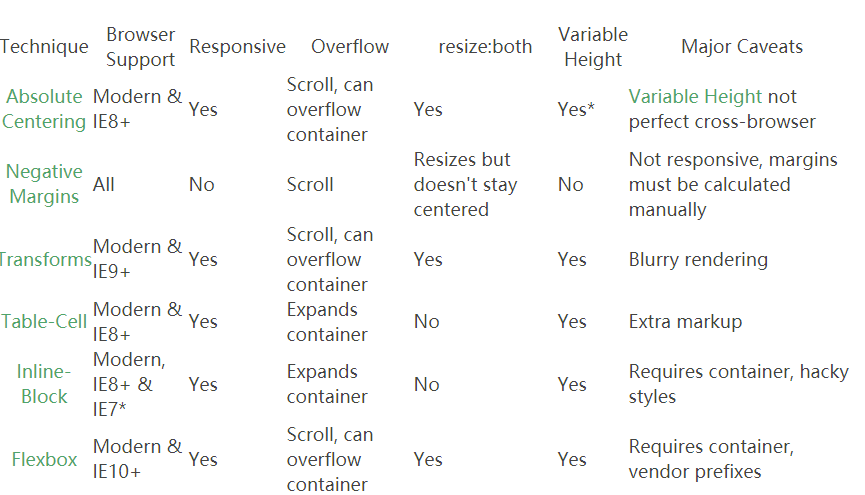 Technique Browser Support Responsive Overflow resize:both Variable Height Major Caveats
Absolute Centering Modern & IE8+ Yes Scroll, can overflow container Yes Yes* Variable Height not perfect cross-browser
Negative Margins All No Scroll Resizes but doesn't stay centered No Not responsive, margins must be calculated manually
Transforms Modern & IE9+ Yes Scroll, can overflow container Yes Yes Blurry rendering
Table-Cell Modern & IE8+ Yes Expands container No Yes Extra markup
Inline-Block Modern, IE8+ & IE7* Yes Expands container No Yes Requires container, hacky styles
Flexbox Modern & IE10+ Yes Scroll, can overflow container Yes Yes Requires container, vendor prefixes